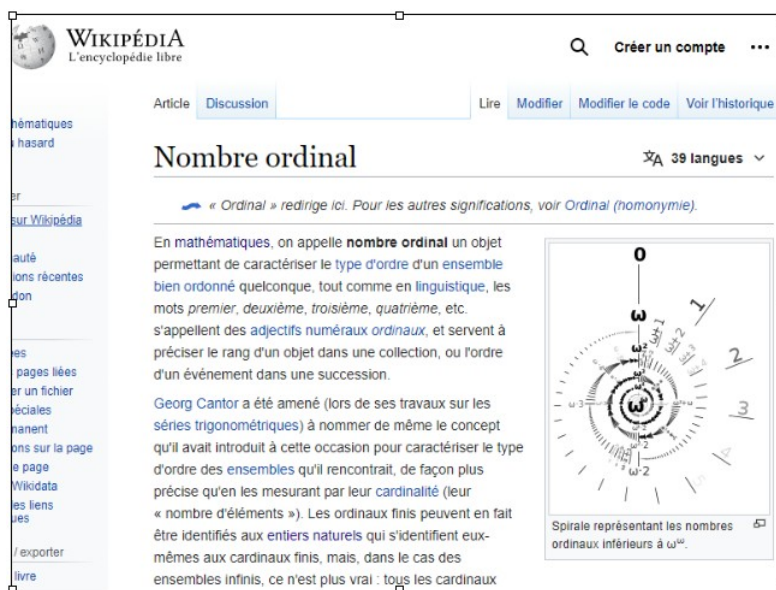 WIKIPÉDIA
L'encyclopédie libre
Créer un compte
Article Discussion
Lire Modifier Modifier le code Voir l'historique
hématiques
hasard
er
sur Wikipédia
auté
ions récentes
don
es
pages liées
er un fichier
péciales
manent
ons sur la page
e page
Wikidata
les liens
ues
/ exporter
livre
Nombre ordinal
39 langues
« Ordinal » redirige ici. Pour les autres significations, voir Ordinal (homonymie).
En mathématiques, on appelle nombre ordinal un objet
permettant de caractériser le type d'ordre d'un ensemble
bien ordonné quelconque, tout comme en linguistique, les
mots premier, deuxième, troisième, quatrième, etc.
s'appellent des adjectifs numéraux ordinaux, et servent à
préciser le rang d'un objet dans une collection, ou l'ordre
d'un événement dans une succession.
Georg Cantor a été amené (lors de ses travaux sur les
séries trigonométriques) à nommer de même le concept
qu'il avait introduit à cette occasion pour caractériser le type
d'ordre des ensembles qu'il rencontrait, de façon plus
précise qu'en les mesurant par leur cardinalité (leur
« nombre d'éléments »). Les ordinaux finis peuvent en fait
être identifiés aux entiers naturels qui s'identifient eux-
mêmes aux cardinaux finis, mais, dans le cas des
ensembles infinis, ce n'est plus vrai : tous les cardinaux
0
1
2
3
4
5
ω
ω+1
ω+2
ω·2
ω·3
ω²
Spirale représentant les nombres
ordinaux inférieurs à ω^ω.